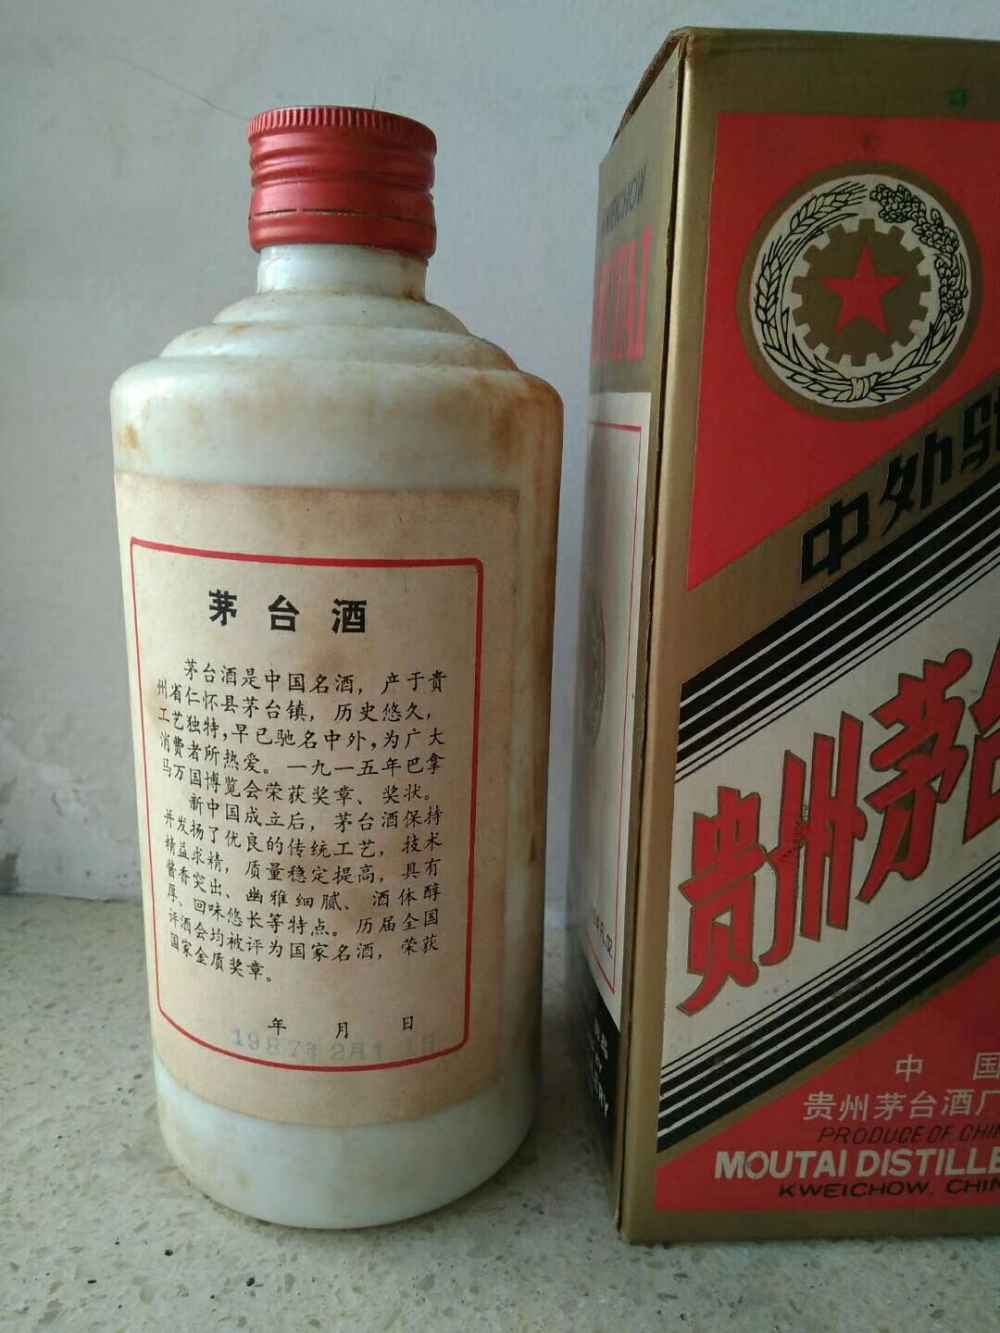 茅台酒
茅台酒是中国名酒，产于贵
州省仁怀县茅台镇，历史悠久，
工艺独特，早已驰名中外，为广大
消费者所热爱。一九一五年巴拿
马万国博览会荣获奖章、奖状。
新中国成立后，茅台酒保持
并发扬了优良的传统工艺，技术
精益求精，质量稳定提高，具有
酱香突出、幽雅细腻、酒体醇
厚、回味悠长等特点。历届全国
评酒会均被评为国家名酒，荣获
国家金质奖章。
年 月 日
KWEICHOW
中外
贵州茅台
中国
贵州茅台酒厂
PRODUCE OF
MOUTAI
KWEICHOW,